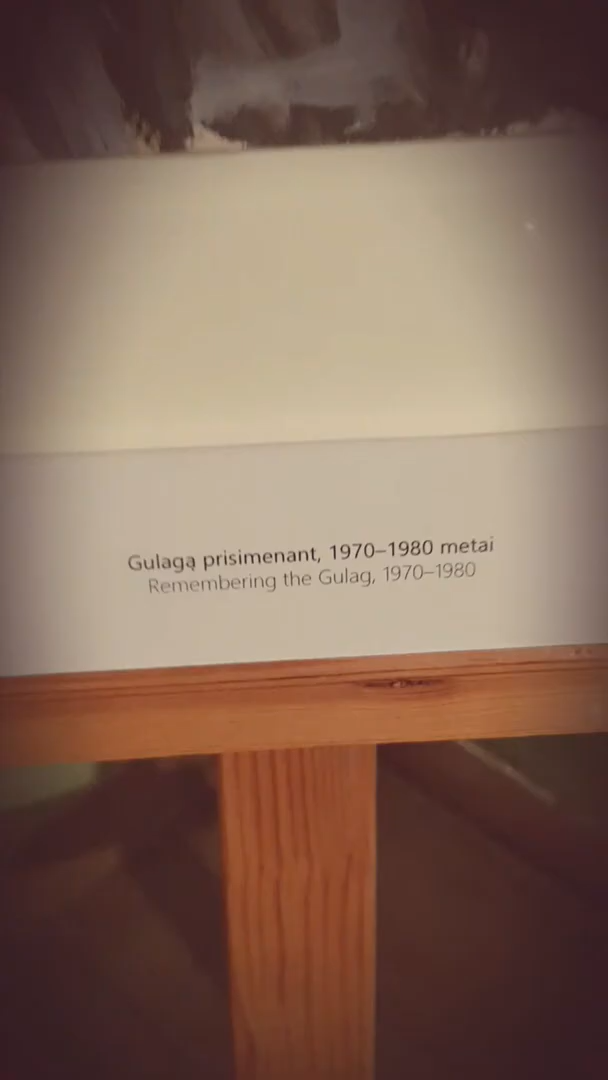 Gulagą prisimenant, 1970–1980 metai
Remembering the Gulag, 1970–1980